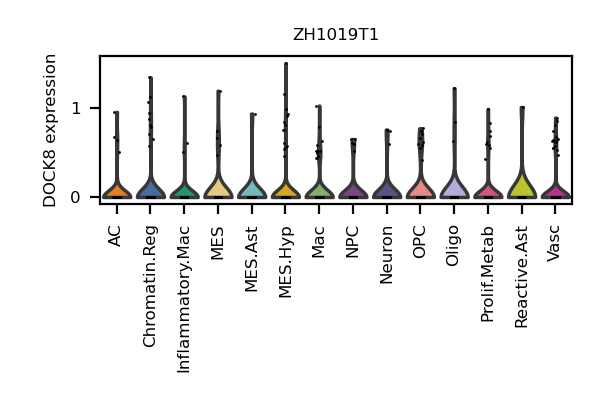 ZH1019T1
DOCK8 expression
1
0
AC
Chromatin.Reg
Inflammatory.Mac
MES
MES.Ast
MES.Hyp
Mac
NPC
Neuron
OPC
Oligo
Prolif.Metab
Reactive.Ast
Vasc